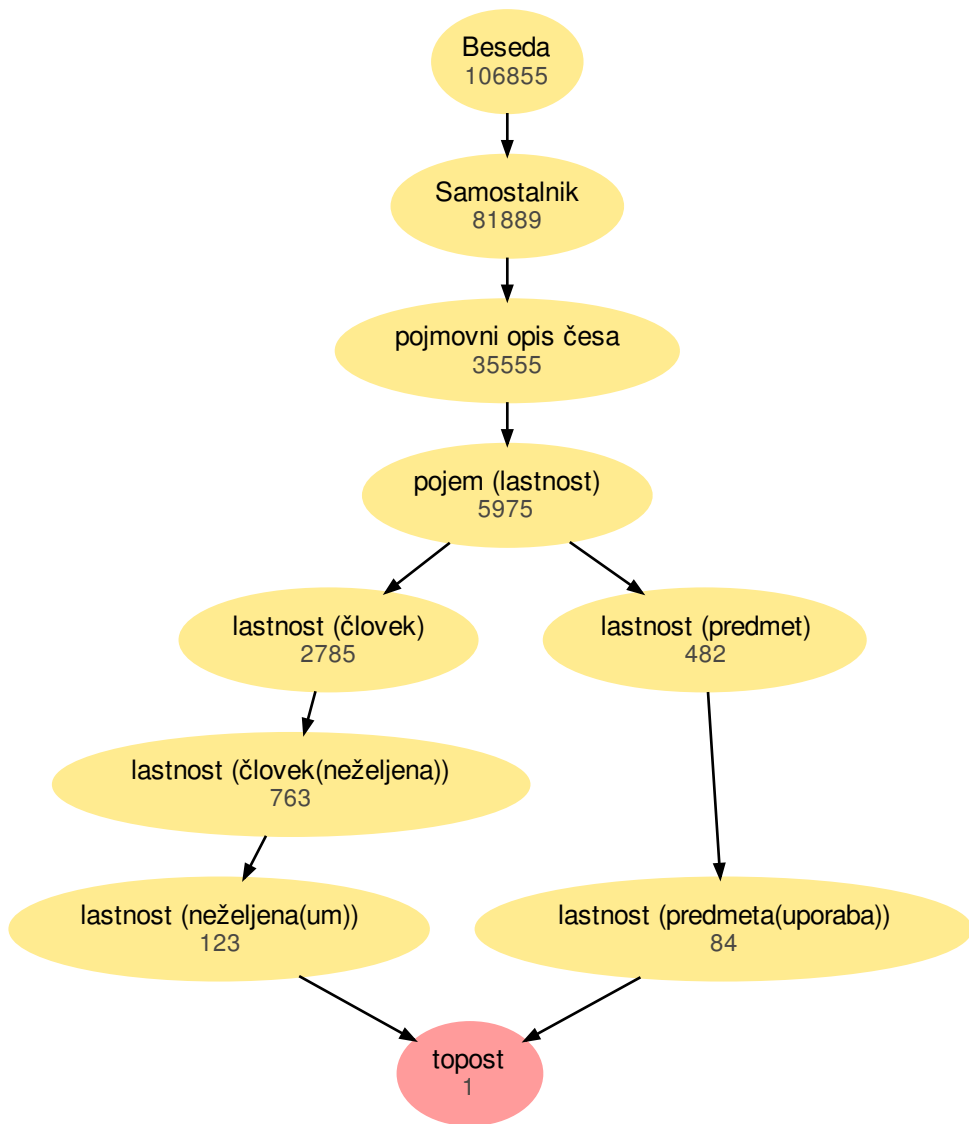 Beseda
106855
Samostalnik
81889
pojmovni opis česa
35555
pojem (lastnost)
5975
lastnost (človek)
2785
lastnost (predmet)
482
lastnost (človek(neželjena))
763
lastnost (neželjena(um))
123
lastnost (predmeta(uporaba))
84
topost
1